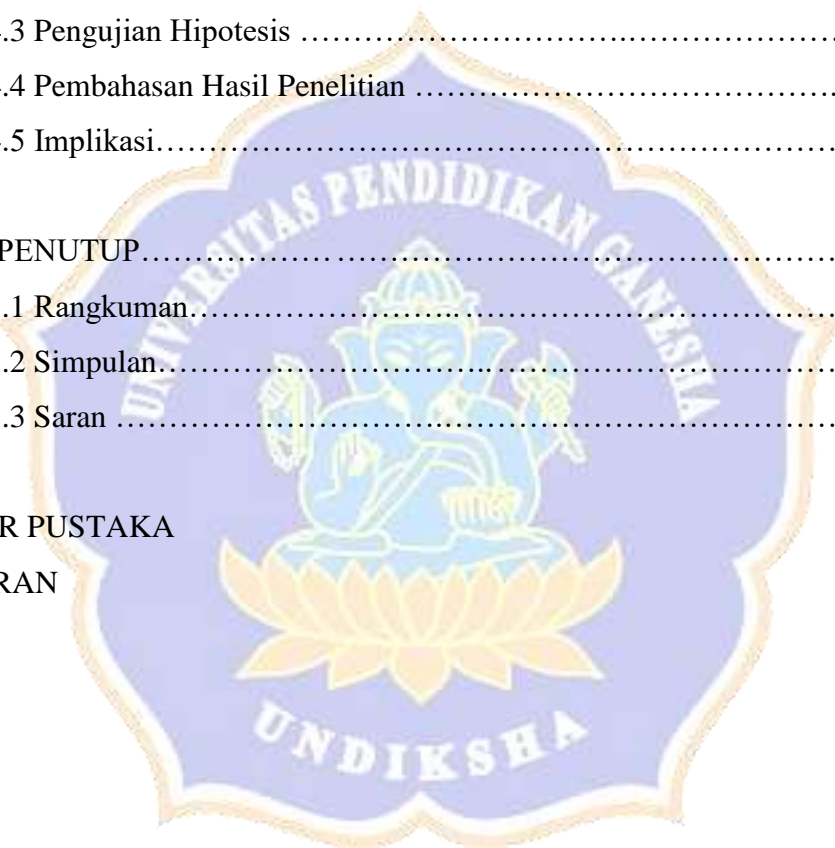 .3 Pengujian Hipotesis ……………………………………………
.4 Pembahasan Hasil Penelitian …………………………………..
.5 Implikasi……………………………………………………………
UNIVERSITAS PENDIDIKAN GANESHA
PENUTUP……………… ……………………………………………
.1 Rangkuman…………………….. …………………………………
.2 Simpulan…………………………..………………………………
.3 Saran ………………………………………………………………
R PUSTAKA
RAN
UNDIKSHA